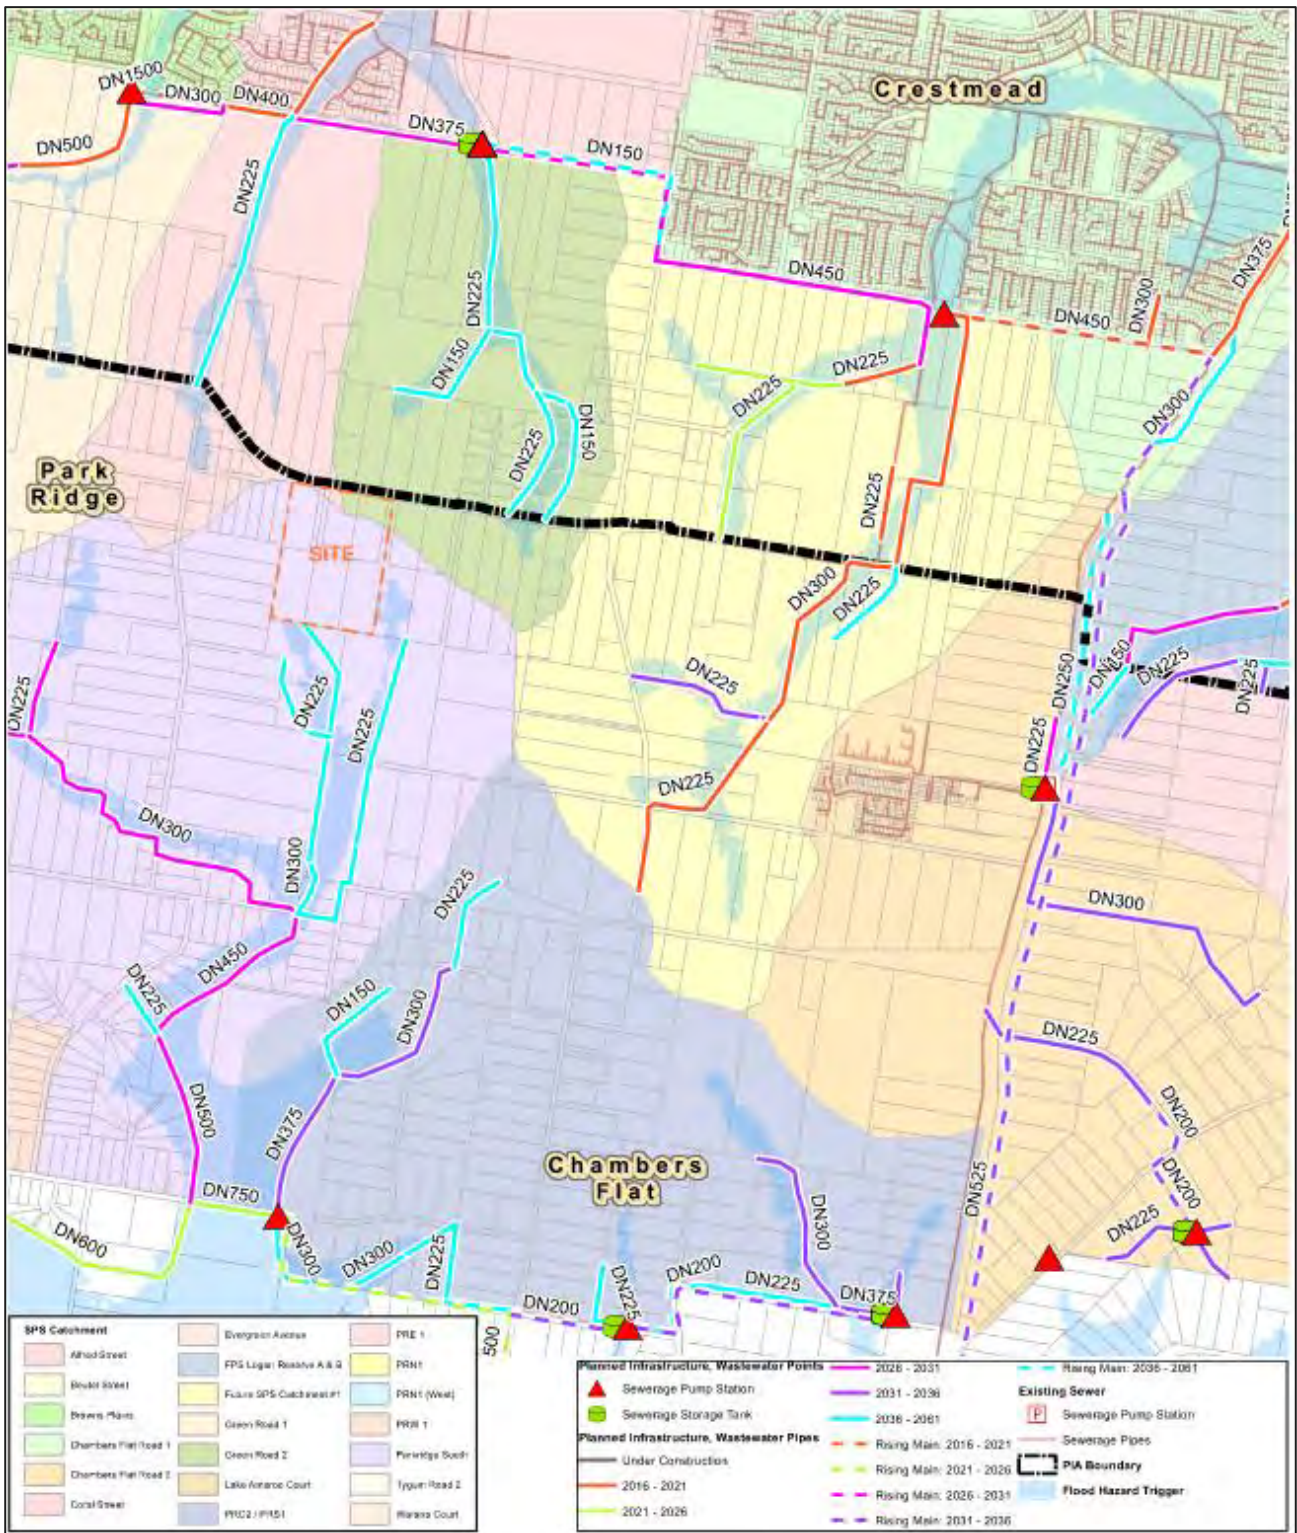 Crestmead
DN1500
DN300
DN400
DN500
DN375
DN150
DN225
DN375
DN450
DN300
DN450
DN225
DN150
DN225
DN225
DN300
DN225
DN150
Park
Ridge
SITE
DN225
DN300
DN225
DN225
DN250
DN150
DN225
DN225
DN225
DN225
DN225
DN225
DN225
DN300
DN300
DN225
DN300
DN450
DN225
DN150
DN300
DN225
DN200
DN500
DN375
Chambers
Flat
DN200
DN750
DN525
DN225
DN600
DN300
DN300
DN225
DN300
DN200
DN225
DN200
DN225
DN375
500
SPS Catchment
Alfred Street
Boulter Street
Browns Plains
Chambers Flat Road 1
Chambers Flat Road 2
Coral Street
Evergreen Avenue
FPS Logan Reserve A & B
Future SPS Catchment #1
Green Road 1
Green Road 2
Lake Annaroe Court
PRC2 / PRS1
PRE 1
PRN1
PRN1 (West)
PRW 1
Parkridge South
Tygum Road 2
Warana Court
Planned Infrastructure, Wastewater Points
Sewerage Pump Station
Sewerage Storage Tank
Planned Infrastructure, Wastewater Pipes
Under Construction
2016 - 2021
2021 - 2026
2026 - 2031
2031 - 2036
2036 - 2061
Rising Main: 2016 - 2021
Rising Main: 2021 - 2026
Rising Main: 2026 - 2031
Rising Main: 2031 - 2036
Rising Main: 2036 - 2061
Existing Sewer
P
Sewerage Pump Station
Sewerage Pipes
PIA Boundary
Flood Hazard Trigger